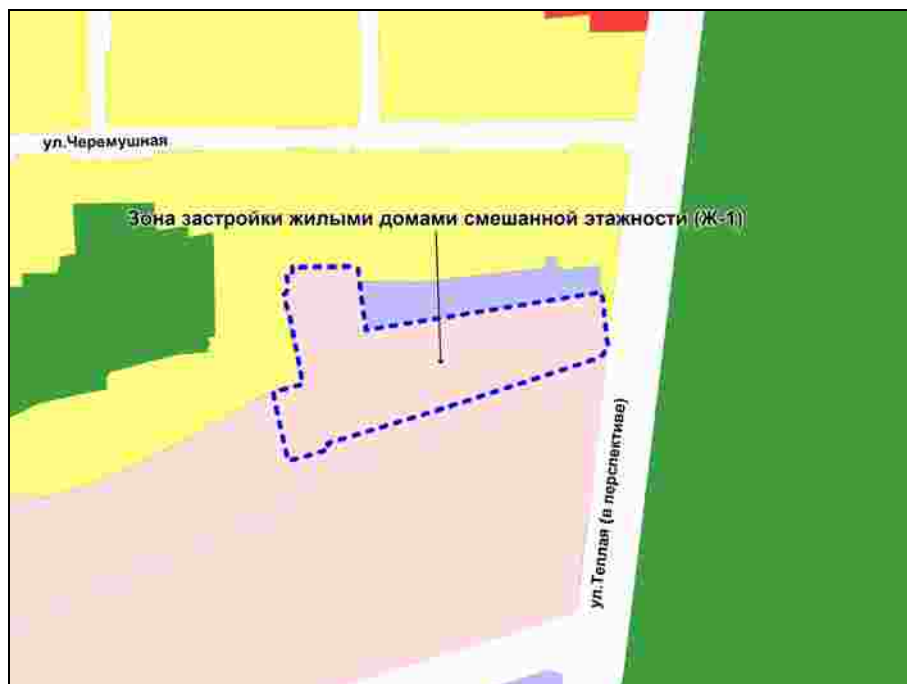 ул.Черемушная
Зона застройки жилыми домами смешанной этажности (Ж-1)
ул.Теплая (в перспективе)